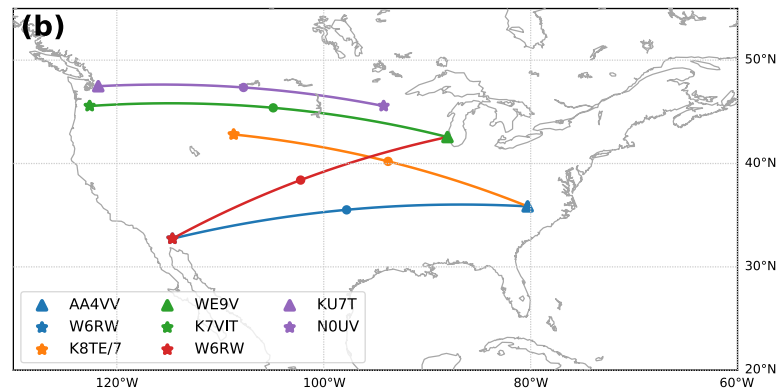 (b)
50°N
40°N
30°N
20°N
AA4VV WE9V KU7T
W6RW K7VIT N0UV
K8TE/7 W6RW
120°W 100°W 80°W 60°W